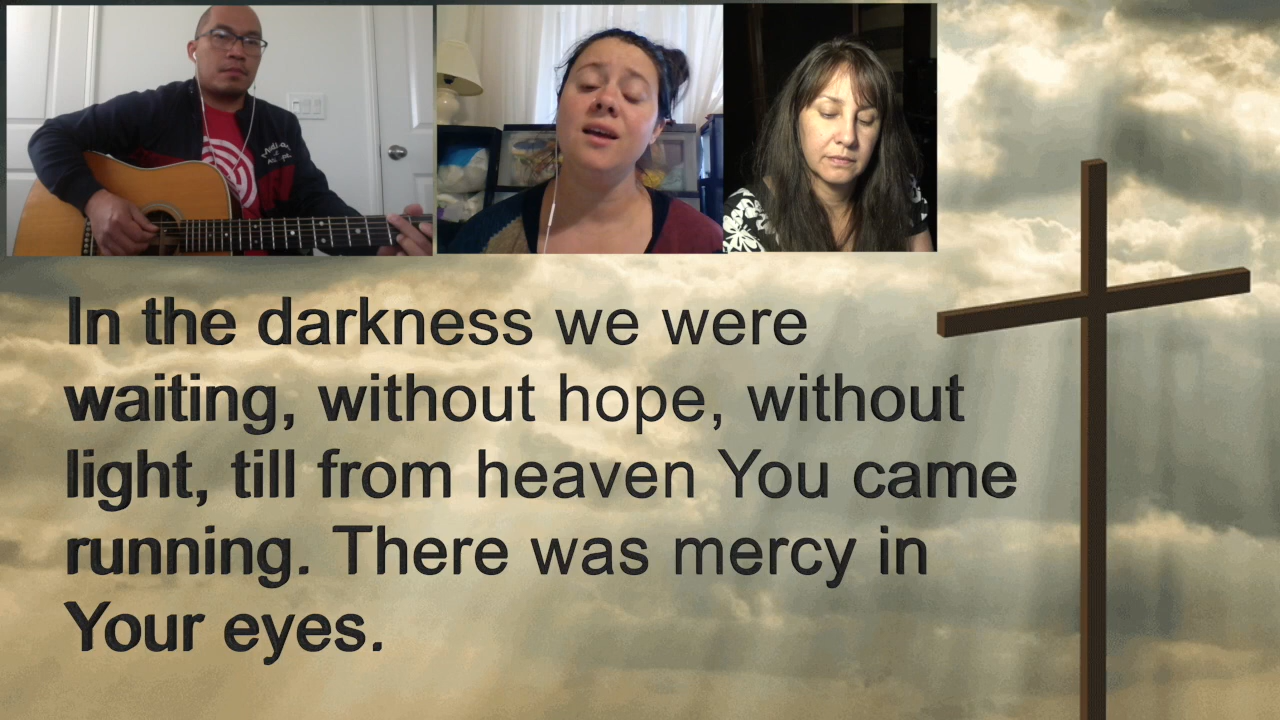 In the darkness we were
waiting, without hope, without
light, till from heaven You came
running. There was mercy in
Your eyes.